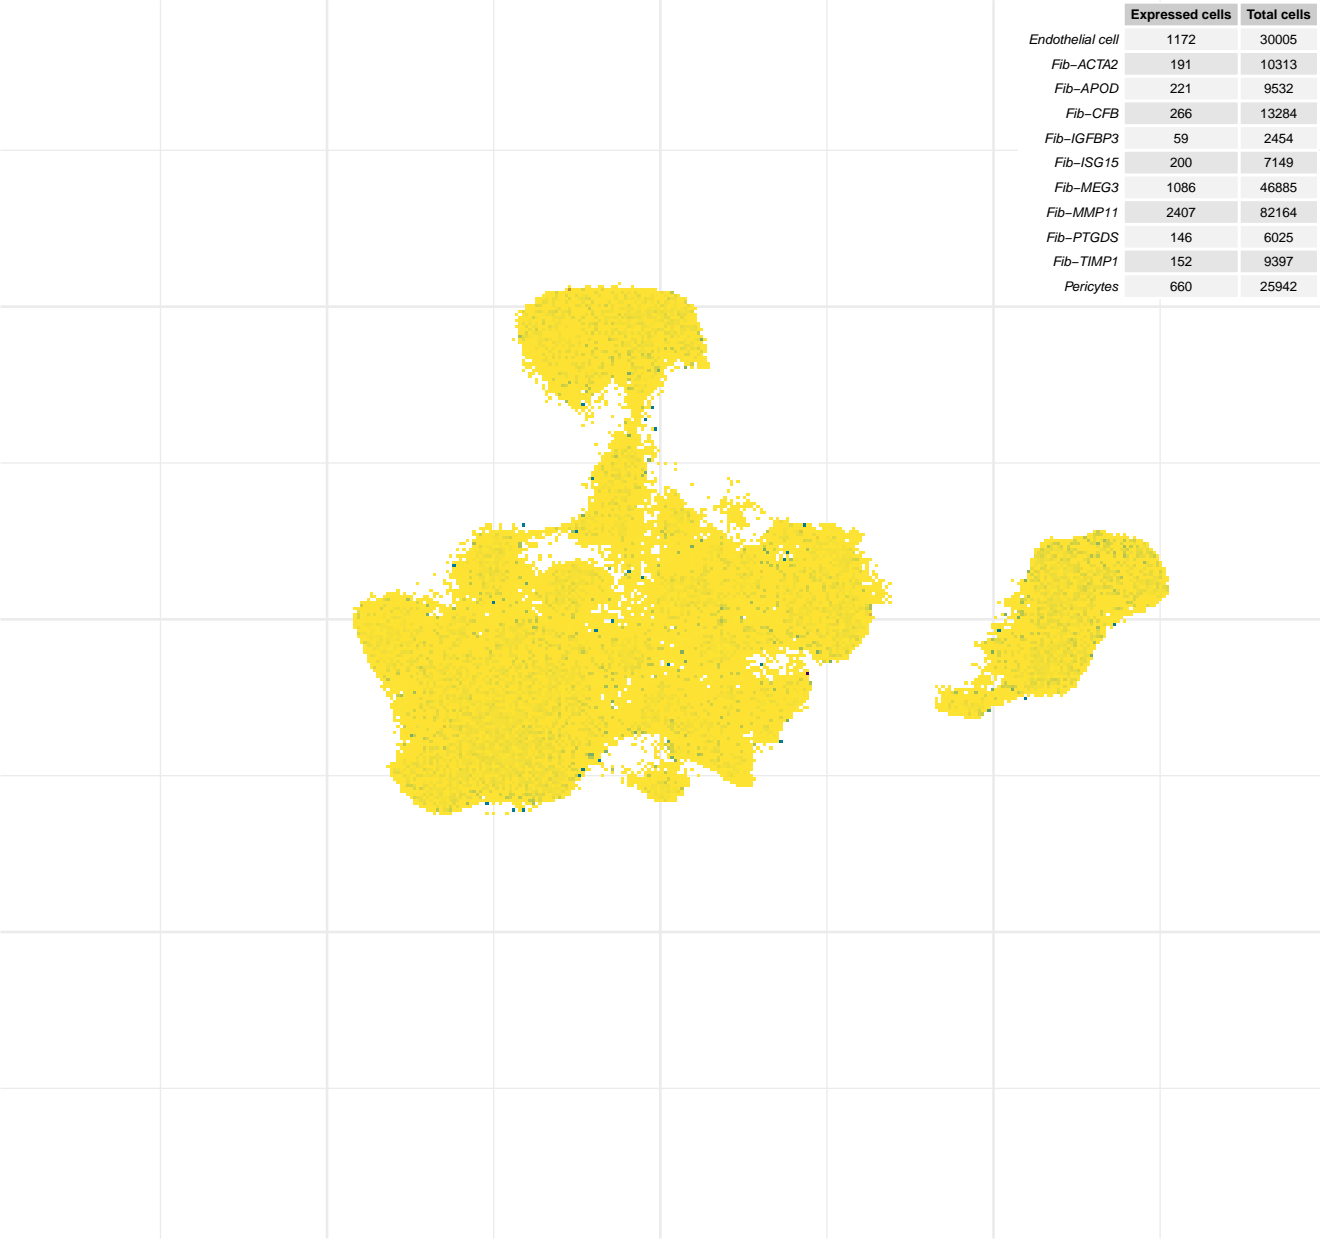 Expressed cells Total cells
Endothelial cell 1172 30005
Fib−ACTA2 191 10313
Fib−APOD 221 9532
Fib−CFB 266 13284
Fib−IGFBP3 59 2454
Fib−ISG15 200 7149
Fib−MEG3 1086 46885
Fib−MMP11 2407 82164
Fib−PTGDS 146 6025
Fib−TIMP1 152 9397
Pericytes 660 25942